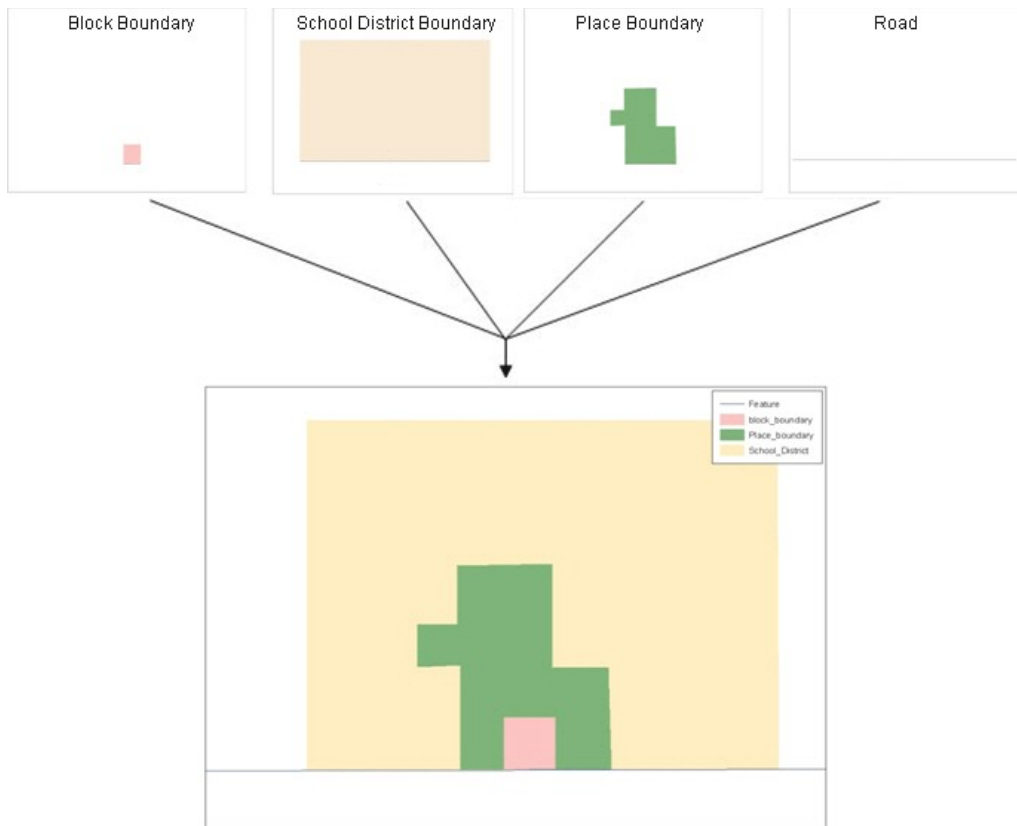 Block Boundary
School District Boundary
Place Boundary
Road
Feature
block_boundary
Place_boundary
School_District